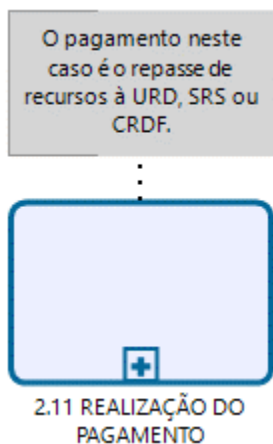 O pagamento neste
caso é o repasse de
recursos à URD, SRS ou
CRDF.
2.11 REALIZAÇÃO DO
PAGAMENTO